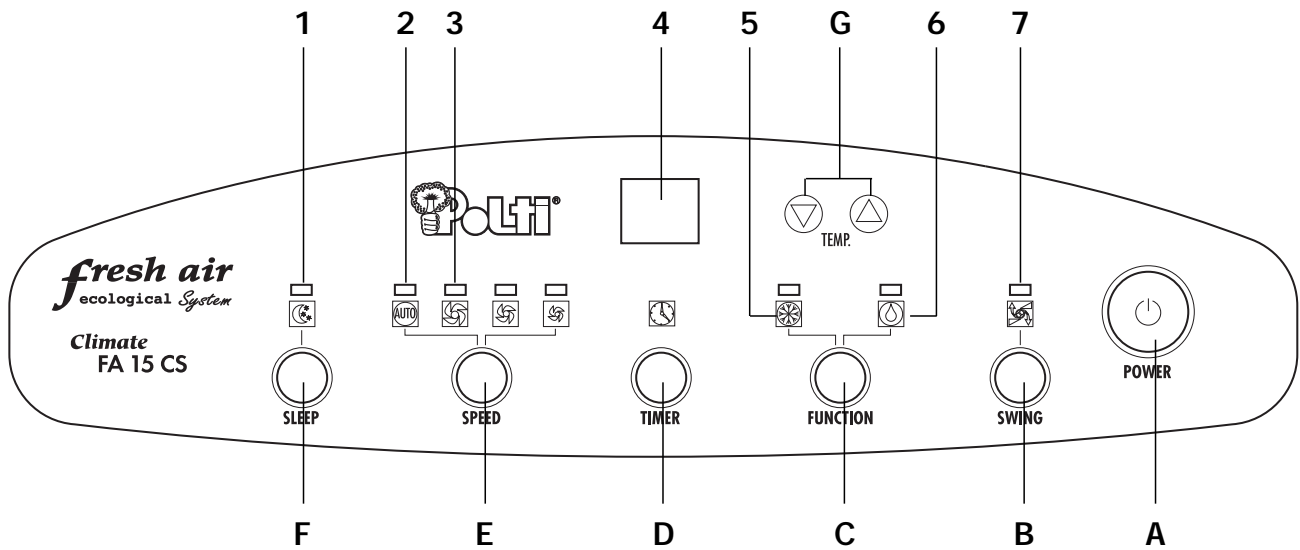 1 2 3 4 5 G 6 7
Polti®
TEMP.
fresh air
ecological System
AUTO
Climate
FA 15 CS
POWER
SLEEP SPEED TIMER FUNCTION SWING
F E D C B A